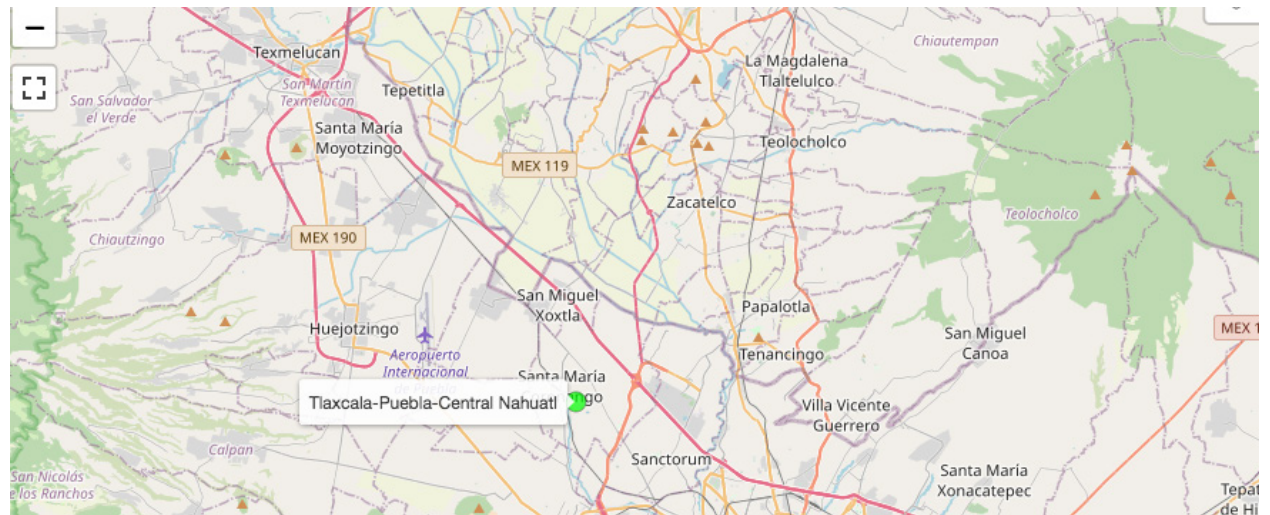 Texmelucan
Chiautempan
La Magdalena
Tlaltelulco
San Martín
Texmelucan
Tepetitla
San Salvador
el Verde
Santa María
Moyotzingo
Teolocholco
MEX 119
Zacatelco
Teolocholco
Chiautzingo
MEX 190
San Miguel
Xoxtla
Papalotla
Huejotzingo
San Miguel
Canoa
MEX 1
Tenancingo
Aeropuerto
Internacional
de Puebla
Santa María
ngo
Tlaxcala-Puebla-Central Nahuatl
Villa Vicente
Guerrero
Calpan
Sanctorum
San Nicolás
e los Ranchos
Santa María
Xonacatepec
Tepat
de Hi